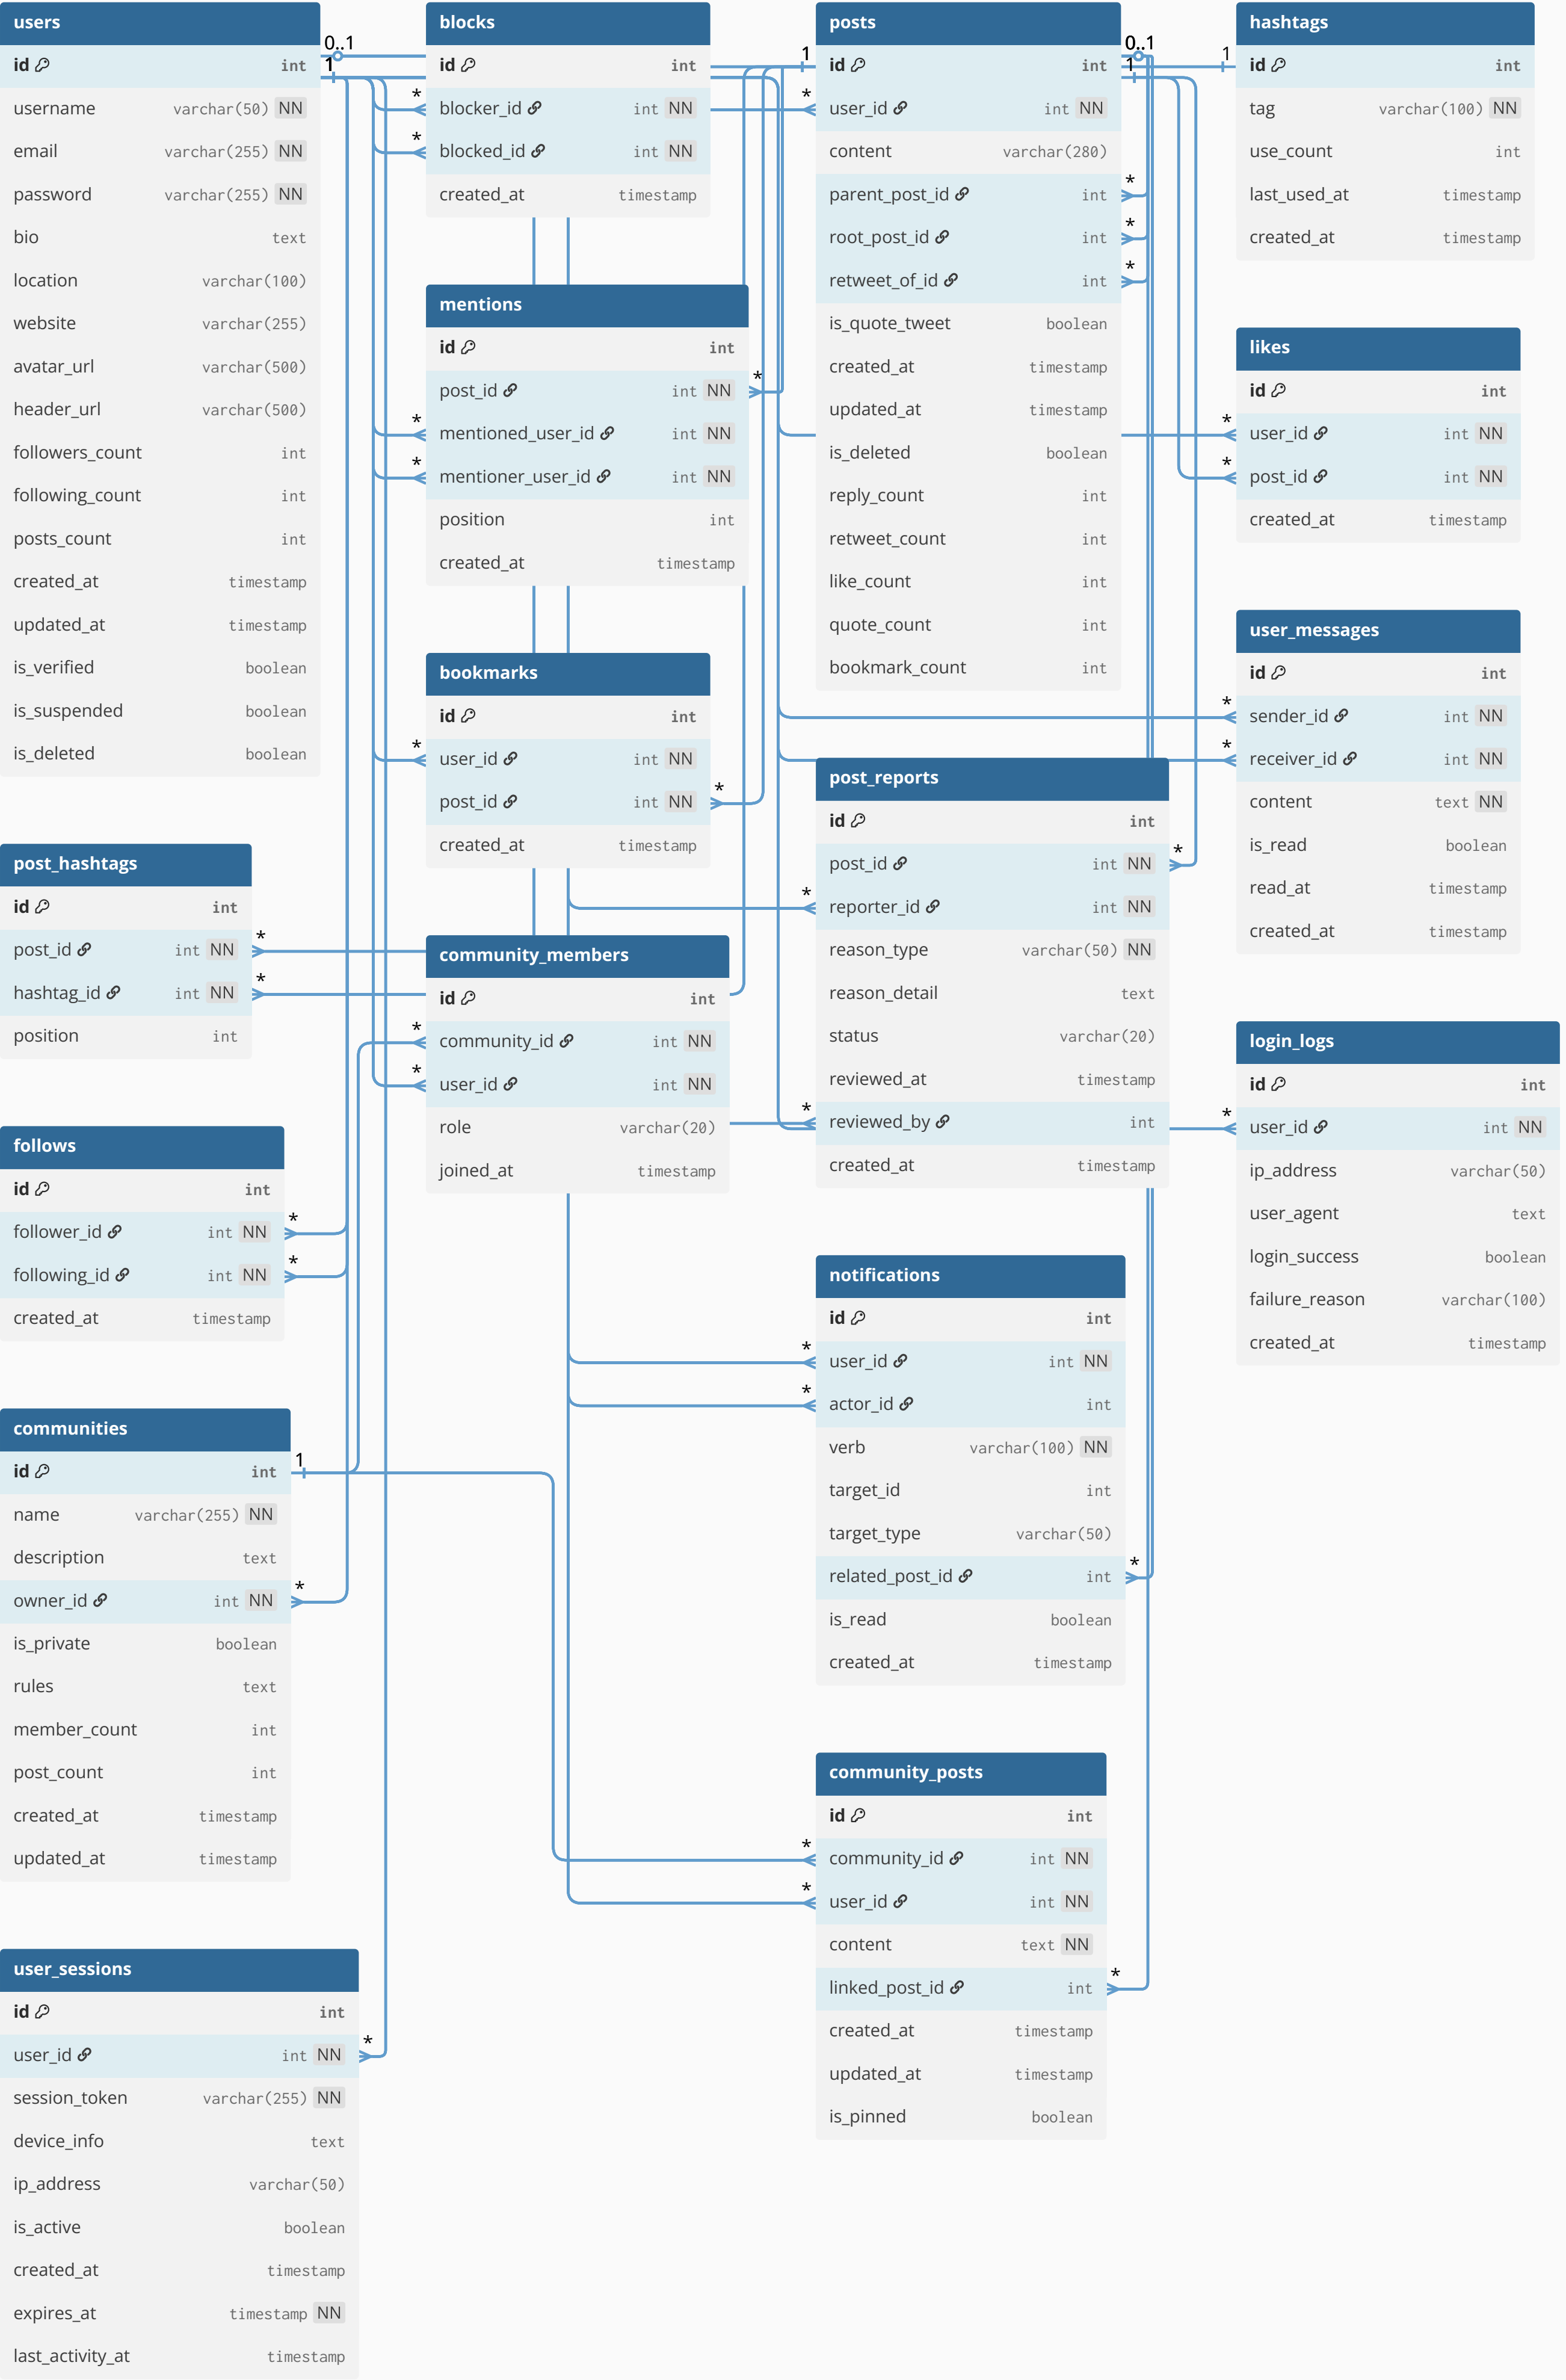 users
id int
username varchar(50) NN
email varchar(255) NN
password varchar(255) NN
bio text
location varchar(100)
website varchar(255)
avatar_url varchar(500)
header_url varchar(500)
followers_count int
following_count int
posts_count int
created_at timestamp
updated_at timestamp
is_verified boolean
is_suspended boolean
is_deleted boolean
0..1
1
post_hashtags
id int
post_id int NN *
hashtag_id int NN *
position int
follows
id int
follower_id int NN *
following_id int NN *
created_at timestamp
communities
id int 1
name varchar(255) NN
description text
owner_id int NN *
is_private boolean
rules text
member_count int
post_count int
created_at timestamp
updated_at timestamp
user_sessions
id int
user_id int NN *
session_token varchar(255) NN
device_info text
ip_address varchar(50)
is_active boolean
created_at timestamp
expires_at timestamp NN
last_activity_at timestamp
blocks
id int
* blocker_id int NN
* blocked_id int NN
created_at timestamp
mentions
id int
post_id int NN *
* mentioned_user_id int NN
* mentioner_user_id int NN
position int
created_at timestamp
bookmarks
id int
* user_id int NN
post_id int NN *
created_at timestamp
community_members
id int
* community_id int NN
* user_id int NN
role varchar(20)
joined_at timestamp
posts
1 id int 0..1
1
* user_id int NN
content varchar(280)
parent_post_id int *
root_post_id int *
retweet_of_id int *
is_quote_tweet boolean
created_at timestamp
updated_at timestamp
is_deleted boolean
reply_count int
retweet_count int
like_count int
quote_count int
bookmark_count int
post_reports
id int
post_id int NN *
* reporter_id int NN
reason_type varchar(50) NN
reason_detail text
status varchar(20)
reviewed_at timestamp
* reviewed_by int
created_at timestamp
notifications
id int
* user_id int NN
* actor_id int
verb varchar(100) NN
target_id int
target_type varchar(50)
related_post_id int *
is_read boolean
created_at timestamp
community_posts
id int
* community_id int NN
* user_id int NN
content text NN
linked_post_id int *
created_at timestamp
updated_at timestamp
is_pinned boolean
hashtags
1 id int
tag varchar(100) NN
use_count int
last_used_at timestamp
created_at timestamp
likes
id int
* user_id int NN
* post_id int NN
created_at timestamp
user_messages
id int
* sender_id int NN
* receiver_id int NN
content text NN
is_read boolean
read_at timestamp
created_at timestamp
login_logs
id int
* user_id int NN
ip_address varchar(50)
user_agent text
login_success boolean
failure_reason varchar(100)
created_at timestamp